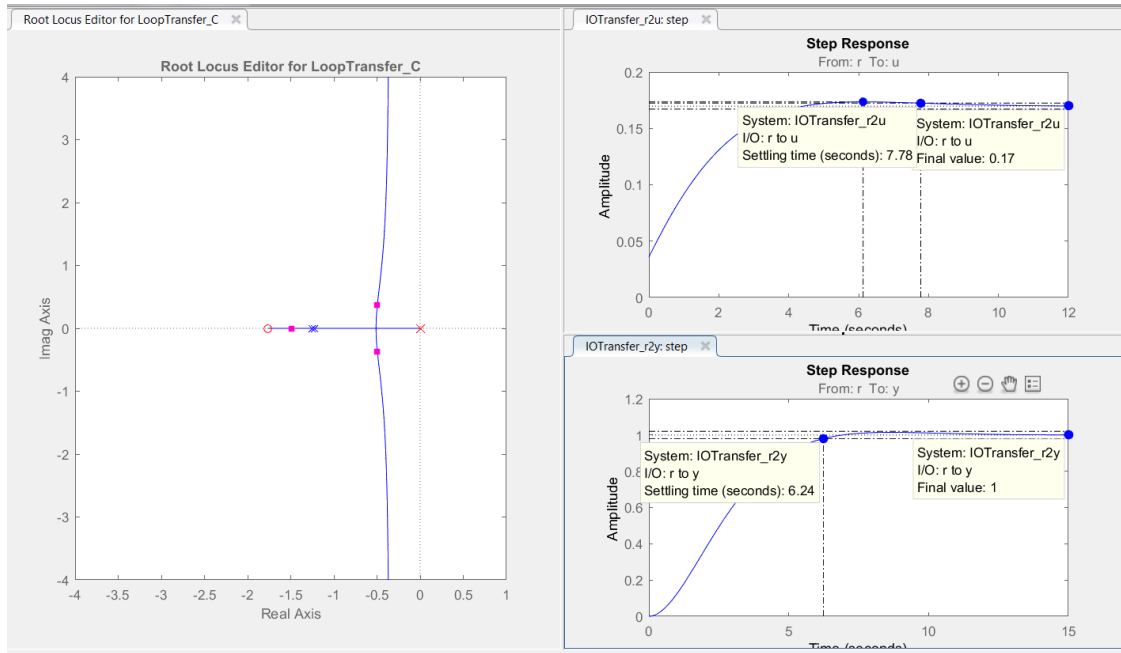 Root Locus Editor for LoopTransfer_C
Root Locus Editor for LoopTransfer_C
4
3
2
1
0
-1
-2
-3
-4
Imag Axis
-4 -3.5 -3 -2.5 -2 -1.5 -1 -0.5 0 0.5 1
Real Axis
IOTransfer_r2u: step
Step Response
From: r To: u
0.2
0.15
0.1
0.05
0
Amplitude
System: IOTransfer_r2u
I/O: r to u
Settling time (seconds): 7.78
System: IOTransfer_r2u
I/O: r to u
Final value: 0.17
0 2 4 6 8 10 12
Time (seconds)
IOTransfer_r2y: step
Step Response
From: r To: y
1.2
1
0.8
0.6
0.4
0.2
0
Amplitude
System: IOTransfer_r2y
I/O: r to y
Settling time (seconds): 6.24
System: IOTransfer_r2y
I/O: r to y
Final value: 1
0 5 10 15
Time (seconds)